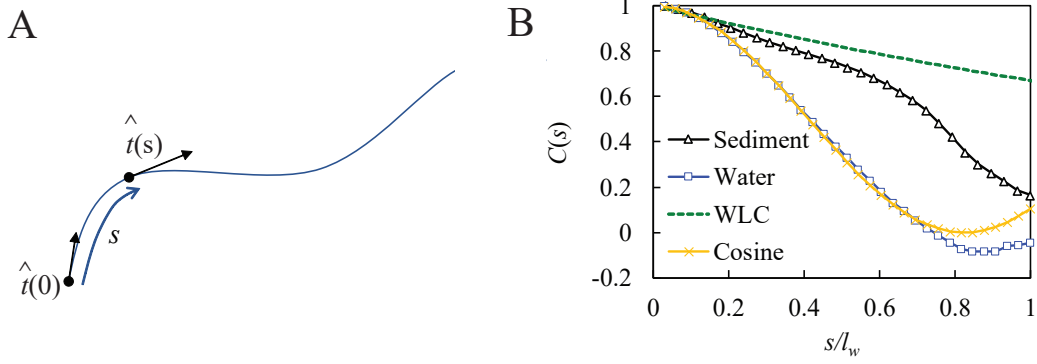 A
^
t(s)
s
^
t(0)
B
C(s)
1
0.8
0.6
0.4
0.2
0
-0.2
Sediment
Water
WLC
Cosine
0 0.2 0.4 0.6 0.8 1
s/lw